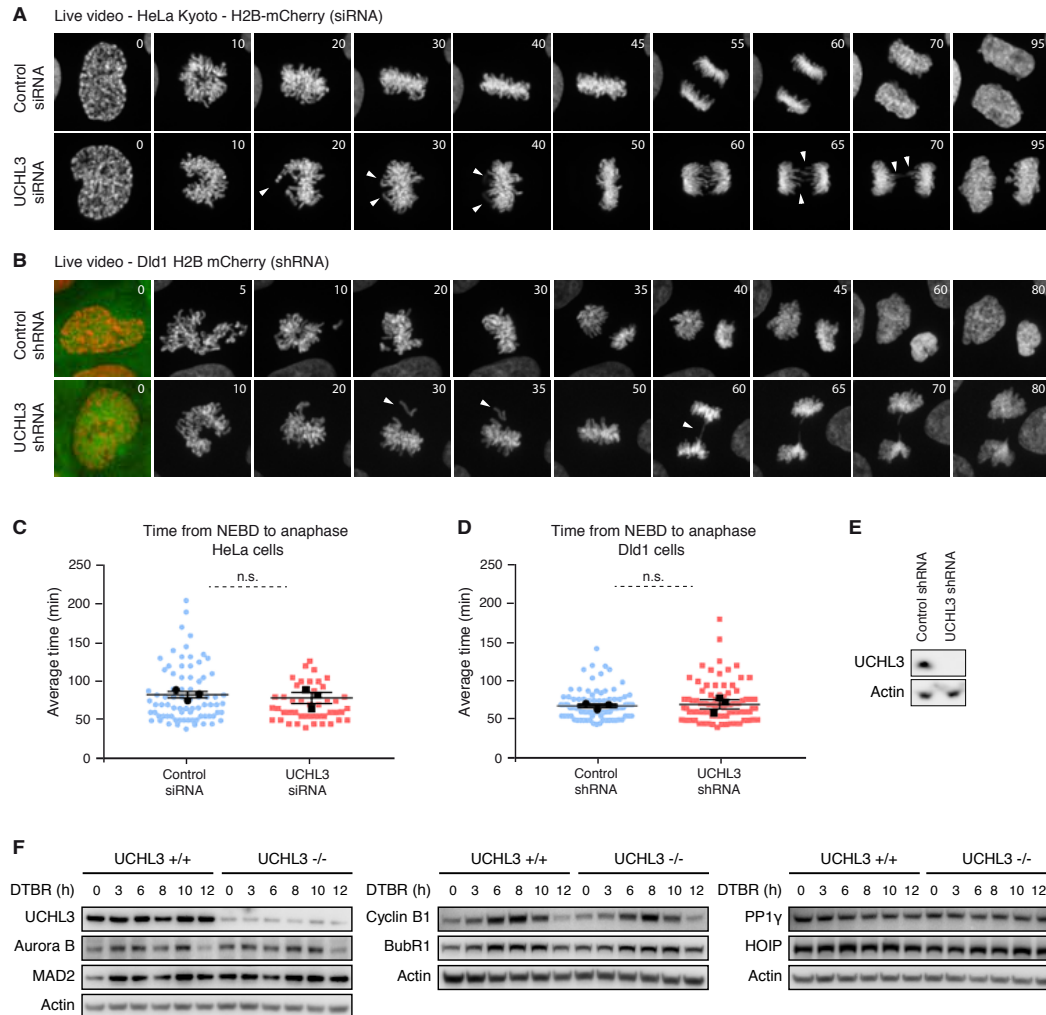 A Live video - HeLa Kyoto - H2B-mCherry (siRNA)
Control siRNA
0 10 20 30 40 45 55 60 70 95
UCHL3 siRNA
0 10 20 30 40 50 60 65 70 95
B Live video - Dld1 H2B mCherry (shRNA)
Control shRNA
0 5 10 20 30 35 40 45 60 80
UCHL3 shRNA
0 10 20 30 35 50 60 65 70 80
C
Time from NEBD to anaphase
HeLa cells
n.s.
Average time (min)
250
200
150
100
50
0
Control siRNA
UCHL3 siRNA
D
Time from NEBD to anaphase
Dld1 cells
n.s.
Average time (min)
250
200
150
100
50
0
Control shRNA
UCHL3 shRNA
E
Control shRNA
UCHL3 shRNA
UCHL3
Actin
F
UCHL3 +/+ UCHL3 -/-
DTBR (h) 0 3 6 8 10 12 0 3 6 8 10 12
UCHL3
Aurora B
MAD2
Actin
UCHL3 +/+ UCHL3 -/-
DTBR (h) 0 3 6 8 10 12 0 3 6 8 10 12
Cyclin B1
BubR1
Actin
UCHL3 +/+ UCHL3 -/-
DTBR (h) 0 3 6 8 10 12 0 3 6 8 10 12
PP1γ
HOIP
Actin